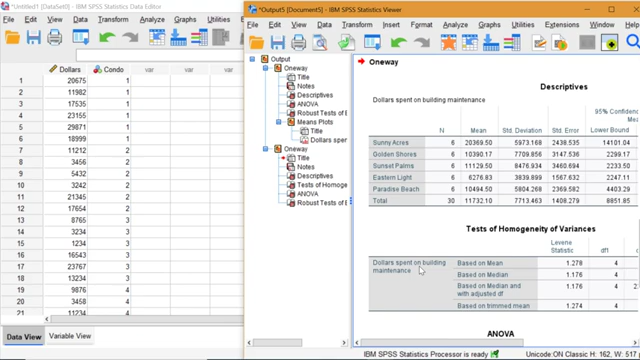 *Untitled1 [DataSet0] - IBM SPSS Statistics Data Editor
File Edit View Data Transform Analyze Graphs Utilities
Dollars Condo var var var
1 20675 1
2 11982 1
3 17535 1
4 23155 1
5 29871 1
6 18999 1
7 11212 2
8 3456 2
9 5432 2
10 3242 2
11 21345 2
12 17654 2
13 8765 3
14 3234 3
15 1234 3
16 16543 3
17 23767 3
18 13234 3
19 9876 4
20 3458 4
Data View Variable View
*Output1 [Document5] - IBM SPSS Statistics Viewer
File Edit View Data Transform Insert Format Analyze Graphs Utilities Extensions Window
Output
Oneway
Title
Notes
Descriptives
ANOVA
Robust Tests of E
Means Plots
Title
Dollars spen
Oneway
Title
Notes
Descriptives
Tests of Homoge
ANOVA
Robust Tests of E
Oneway
Descriptives
Dollars spent on building maintenance
95% Confidenc
Mea
N Mean Std. Deviation Std. Error Lower Bound
Sunny Acres 6 20369.50 5973.168 2438.535 14101.04
Golden Shores 6 10390.17 7709.856 3147.536 2299.17
Sunset Palms 6 11129.50 8476.934 3460.694 2233.50
Eastern Light 6 6276.83 3839.899 1567.632 2247.11
Paradise Beach 6 10494.50 5804.268 2369.582 4403.29
Total 30 11732.10 7713.463 1408.279 8851.85
Tests of Homogeneity of Variances
Levene
Statistic df1
Dollars spent on building
maintenance
Based on Mean 1.278 4
Based on Median 1.176 4
Based on Median and
with adjusted df 1.176 4 2
Based on trimmed mean 1.274 4
ANOVA
IBM SPSS Statistics Processor is ready Unicode:ON Classic H: 162, W: 517